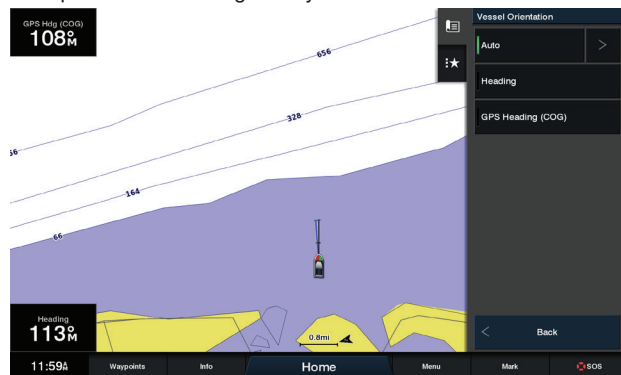 GPS Hdg (COG)
108°M
Vessel Orientation
Auto
>
Heading
GPS Heading (COG)
656
328
56
164
66
Heading
113°M
0.8mi
< Back
11:59A
Waypoints
Info
Home
Menu
Mark
SOS